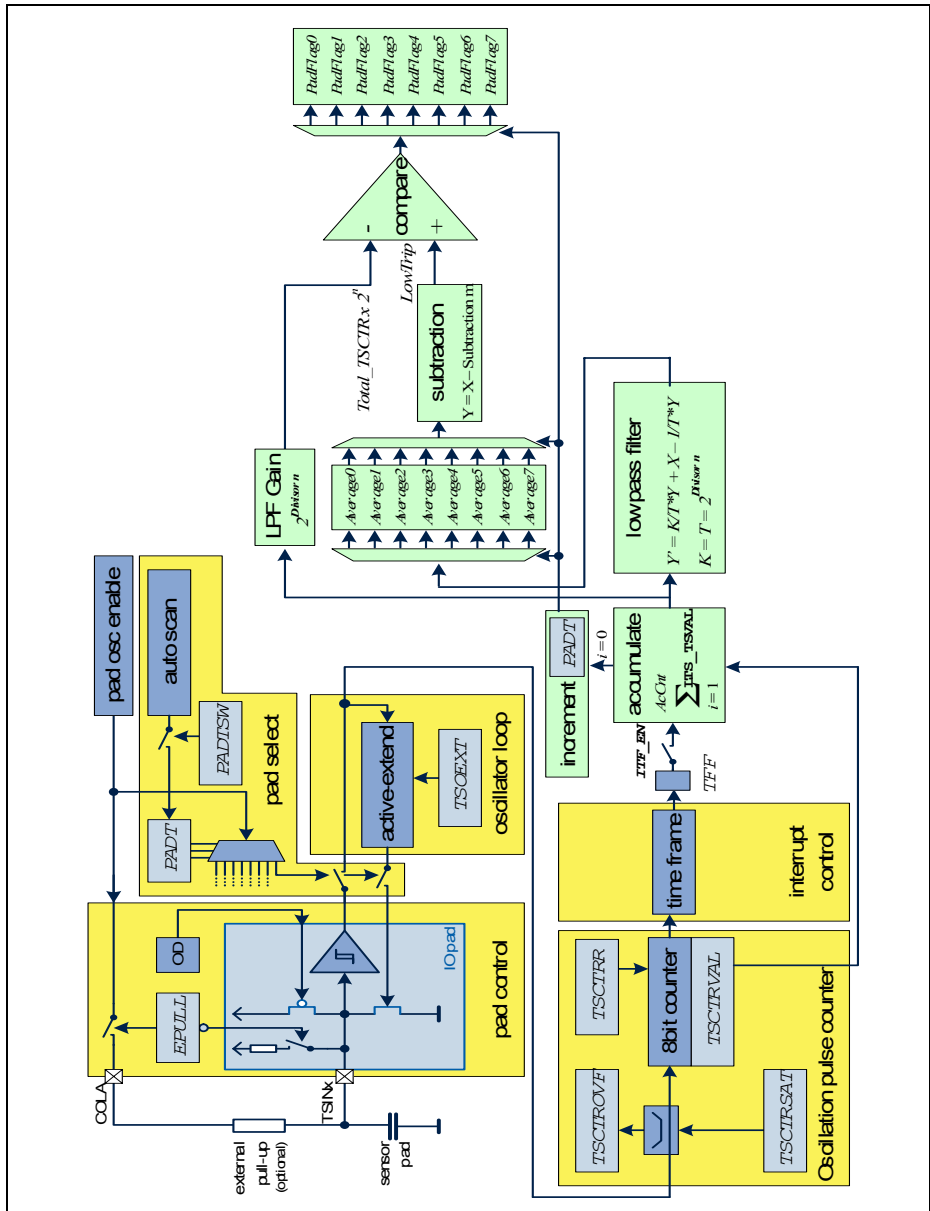 COLA
external
pull-up
(optional)
TSINx
sensor
pad
EPULL
OD
IO pad
pad control
pad osc enable
auto scan
PADTSW
PADT
pad select
active-extend
TSOEXT
oscillator loop
TSCTROVF
TSCTRSAT
TSCTRR
8bit counter
TSCTRVAL
Oscillation pulse counter
time frame
interrupt
control
TFF
ITF_EN
accumulate
AcCnt
∑ITS_TSVAL
i = 1
i = 0
PADT
increment
low pass filter
Y' = K/T*Y + X – 1/T*Y
K = T = 2^Divisor n
LPF Gain
2^Divisor n
Average0
Average1
Average2
Average3
Average4
Average5
Average6
Average7
subtraction
Y = X – Subtraction m
Total_TSCTR x 2^n
LowTrip
-
compare
+
PadFlag0
PadFlag1
PadFlag2
PadFlag3
PadFlag4
PadFlag5
PadFlag6
PadFlag7